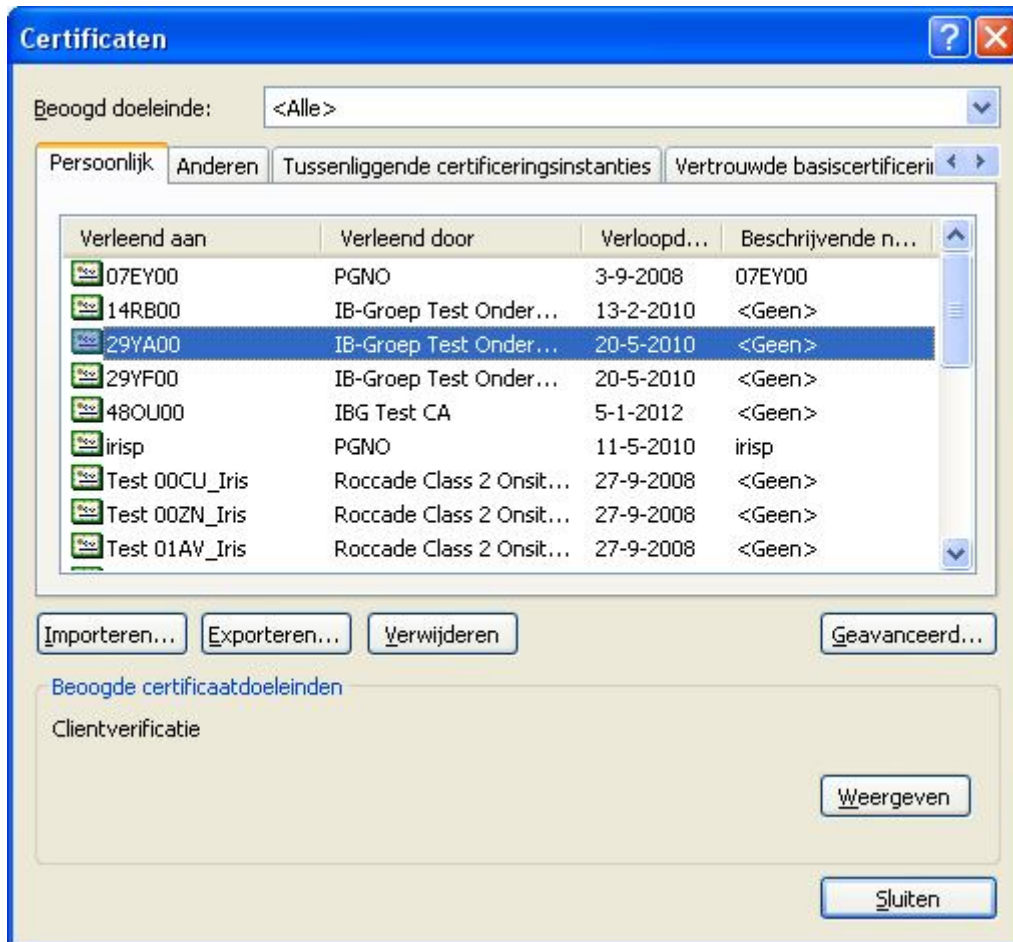 Certificaten
Beoogd doeleinde: <Alle>
Persoonlijk Anderen Tussenliggende certificeringsinstanties Vertrouwde basiscertificerin
Verleend aan Verleend door Verloopd... Beschrijvende n...
07EY00 PGNO 3-9-2008 07EY00
14RB00 IB-Groep Test Onder... 13-2-2010 <Geen>
29YA00 IB-Groep Test Onder... 20-5-2010 <Geen>
29YF00 IB-Groep Test Onder... 20-5-2010 <Geen>
48OU00 IBG Test CA 5-1-2012 <Geen>
irisp PGNO 11-5-2010 irisp
Test 00CU_Iris Roccade Class 2 Onsit... 27-9-2008 <Geen>
Test 00ZN_Iris Roccade Class 2 Onsit... 27-9-2008 <Geen>
Test 01AV_Iris Roccade Class 2 Onsit... 27-9-2008 <Geen>
Importeren... Exporteren... Verwijderen Geavanceerd...
Beoogde certificaatdoeleinden
Clientverificatie
Weergeven
Sluiten